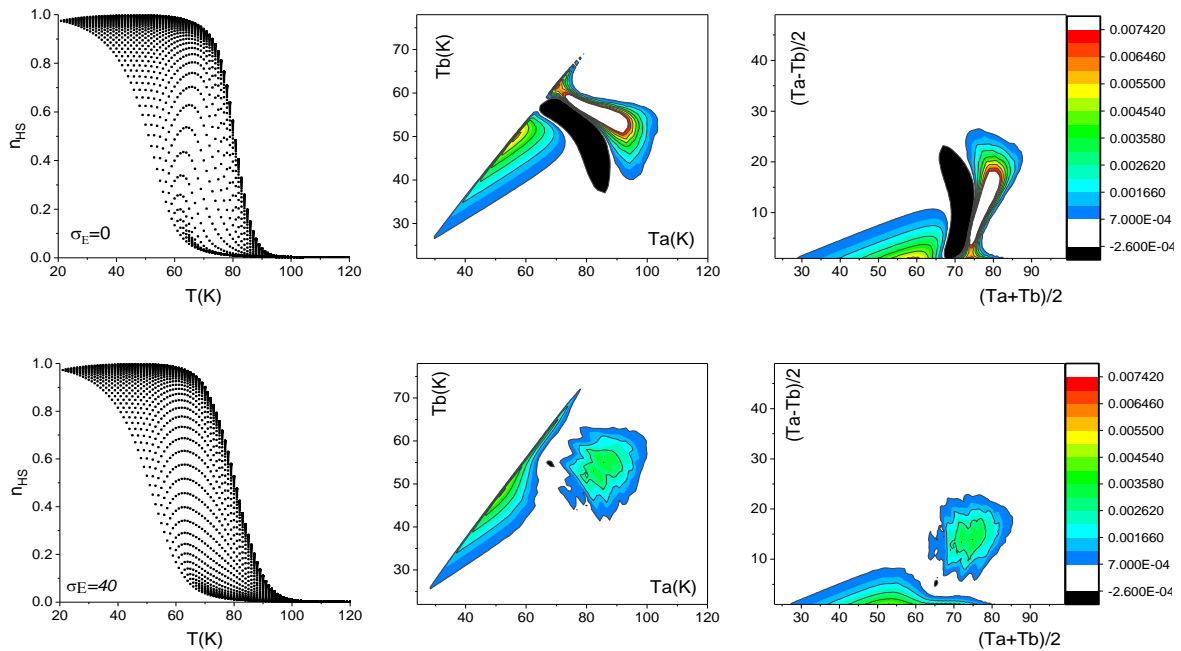 1.0
0.8
0.6
0.4
0.2
0.0
n_HS
σ_E=0
20 40 60 80 100 120
T(K)
Tb(K)
70
60
50
40
30
Ta(K)
40 60 80 100 120
(Ta-Tb)/2
40
30
20
10
30 40 50 60 70 80 90
(Ta+Tb)/2
0.007420
0.006460
0.005500
0.004540
0.003580
0.002620
0.001660
7.000E-04
-2.600E-04
1.0
0.8
0.6
0.4
0.2
0.0
n_HS
σ_E=40
20 40 60 80 100 120
T(K)
Tb(K)
70
60
50
40
30
Ta(K)
40 60 80 100 120
(Ta-Tb)/2
40
30
20
10
30 40 50 60 70 80 90
(Ta+Tb)/2
0.007420
0.006460
0.005500
0.004540
0.003580
0.002620
0.001660
7.000E-04
-2.600E-04